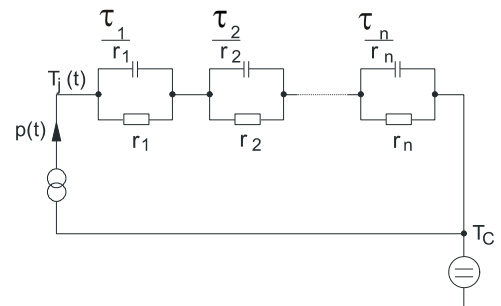 τ1/r1 τ2/r2 τn/rn
Tj(t)
p(t)
r1 r2 rn
TC